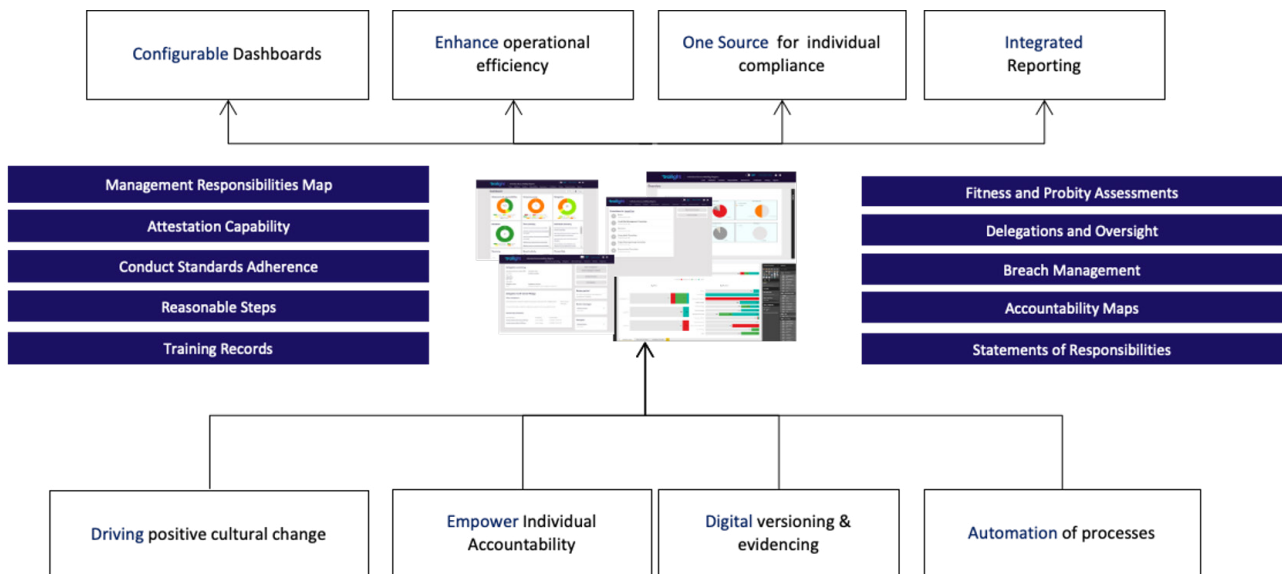 Configurable Dashboards
Enhance operational
efficiency
One Source for individual
compliance
Integrated
Reporting
Management Responsibilities Map
Attestation Capability
Conduct Standards Adherence
Reasonable Steps
Training Records
Fitness and Probity Assessments
Delegations and Oversight
Breach Management
Accountability Maps
Statements of Responsibilities
Driving positive cultural change
Empower Individual
Accountability
Digital versioning &
evidencing
Automation of processes